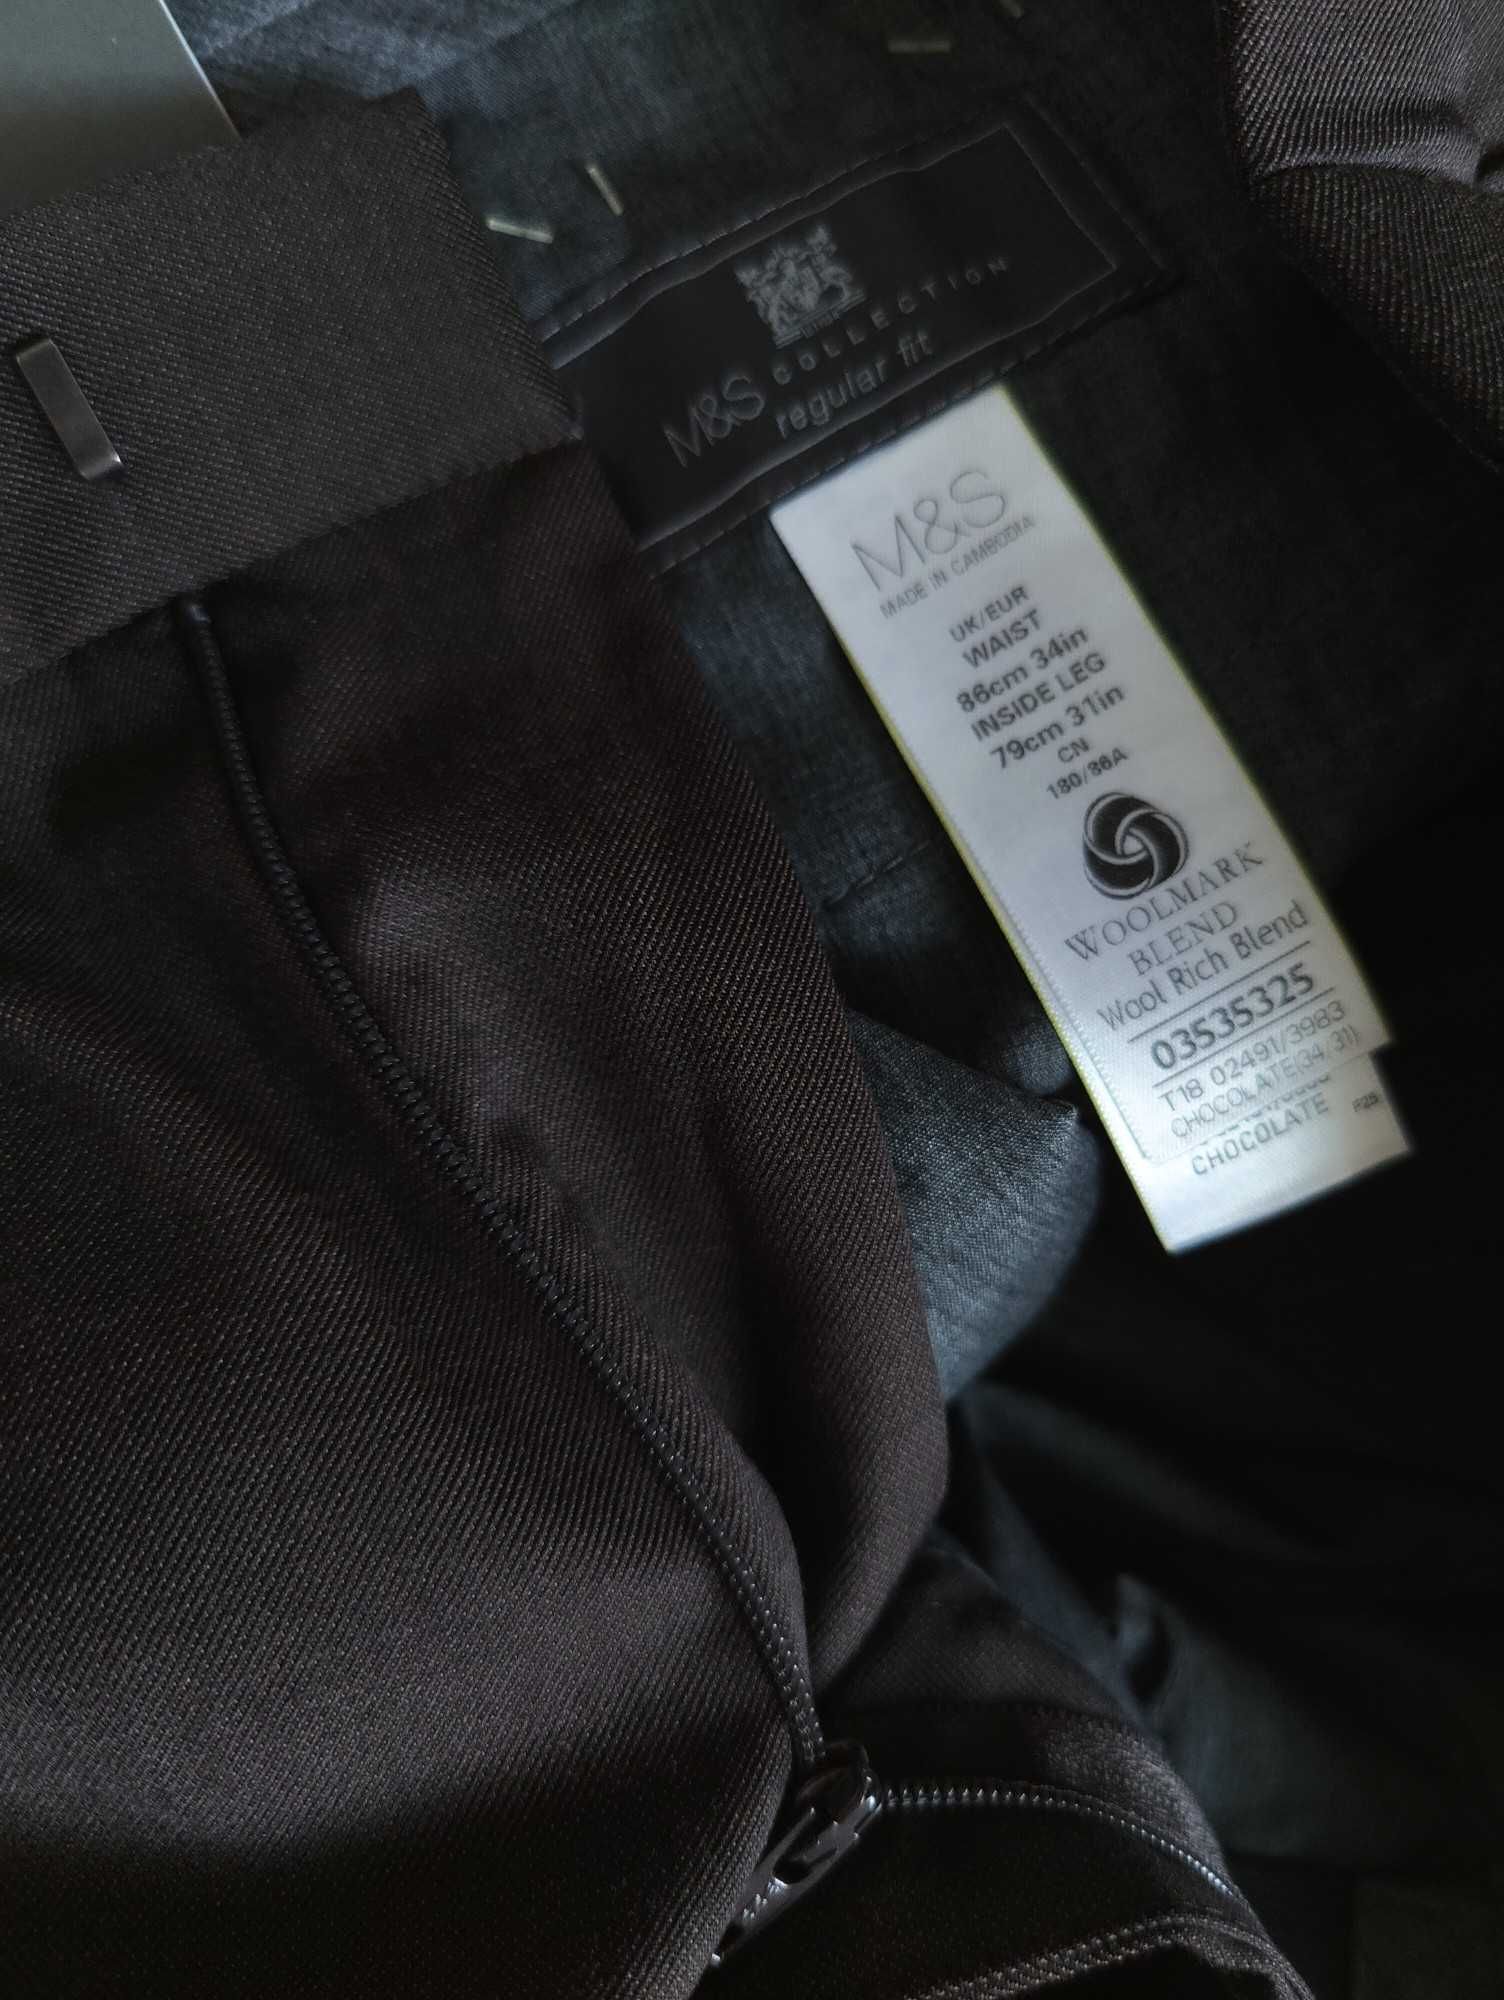 M&S COLLECTION
regular fit
M&S
MADE IN CAMBODIA
UK/EUR
WAIST
86cm 34in
INSIDE LEG
79cm 31in
CN
180/86A
WOOLMARK
BLEND
Wool Rich Blend
03535325
T18 02491/3983
CHOCOLATE(34/31)
CHOCOLATE